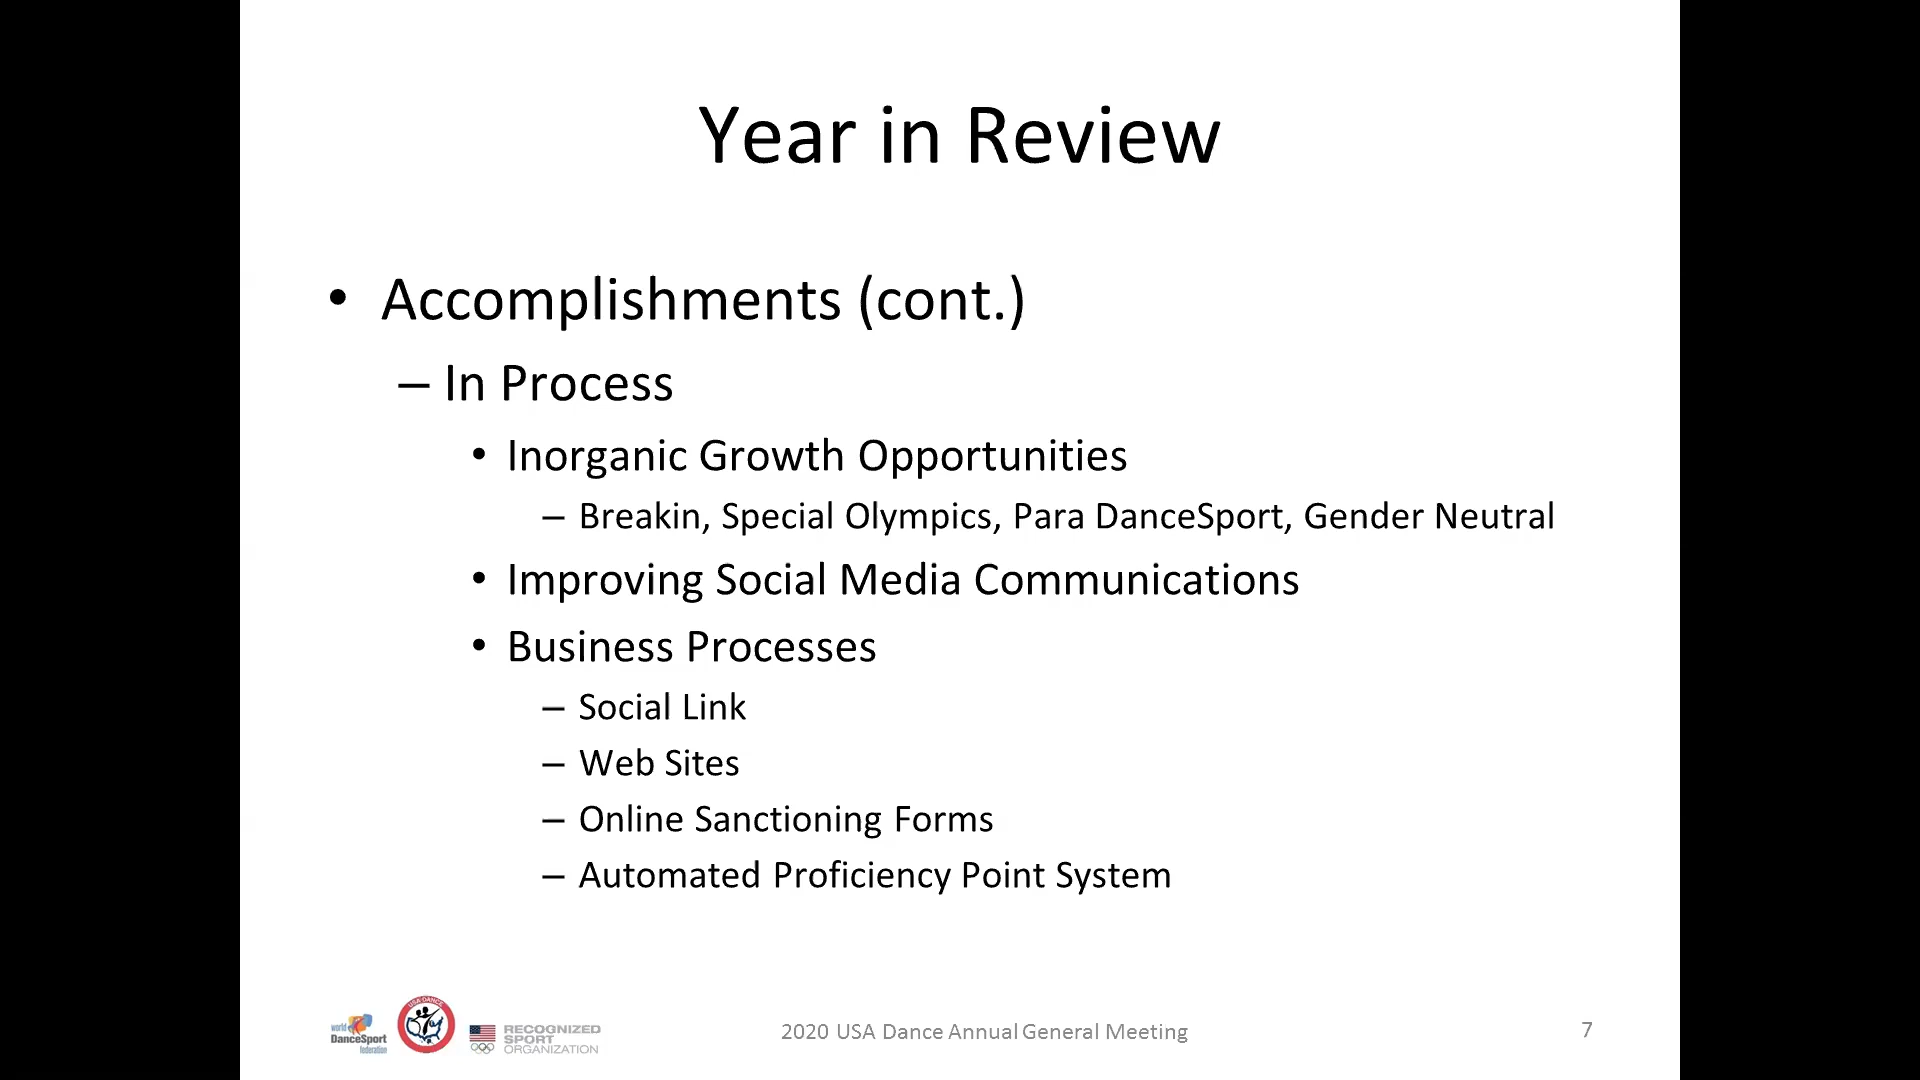 Year in Review
• Accomplishments (cont.)
– In Process
• Inorganic Growth Opportunities
– Breakin, Special Olympics, Para DanceSport, Gender Neutral
• Improving Social Media Communications
• Business Processes
– Social Link
– Web Sites
– Online Sanctioning Forms
– Automated Proficiency Point System
world
DanceSport
federation
USA DANCE
RECOGNIZED
SPORT
ORGANIZATION
2020 USA Dance Annual General Meeting
7